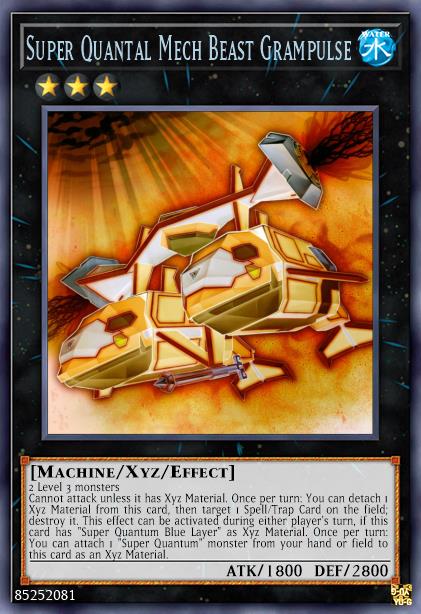 Super Quantal Mech Beast Grampulse
WATER
水
[Machine/Xyz/Effect]
2 Level 3 monsters
Cannot attack unless it has Xyz Material. Once per turn: You can detach 1
Xyz Material from this card, then target 1 Spell/Trap Card on the field;
destroy it. This effect can be activated during either player's turn, if this
card has "Super Quantum Blue Layer" as Xyz Material. Once per turn:
You can attach 1 "Super Quantum" monster from your hand or field to
this card as an Xyz Material.
ATK/1800 DEF/2800
85252081